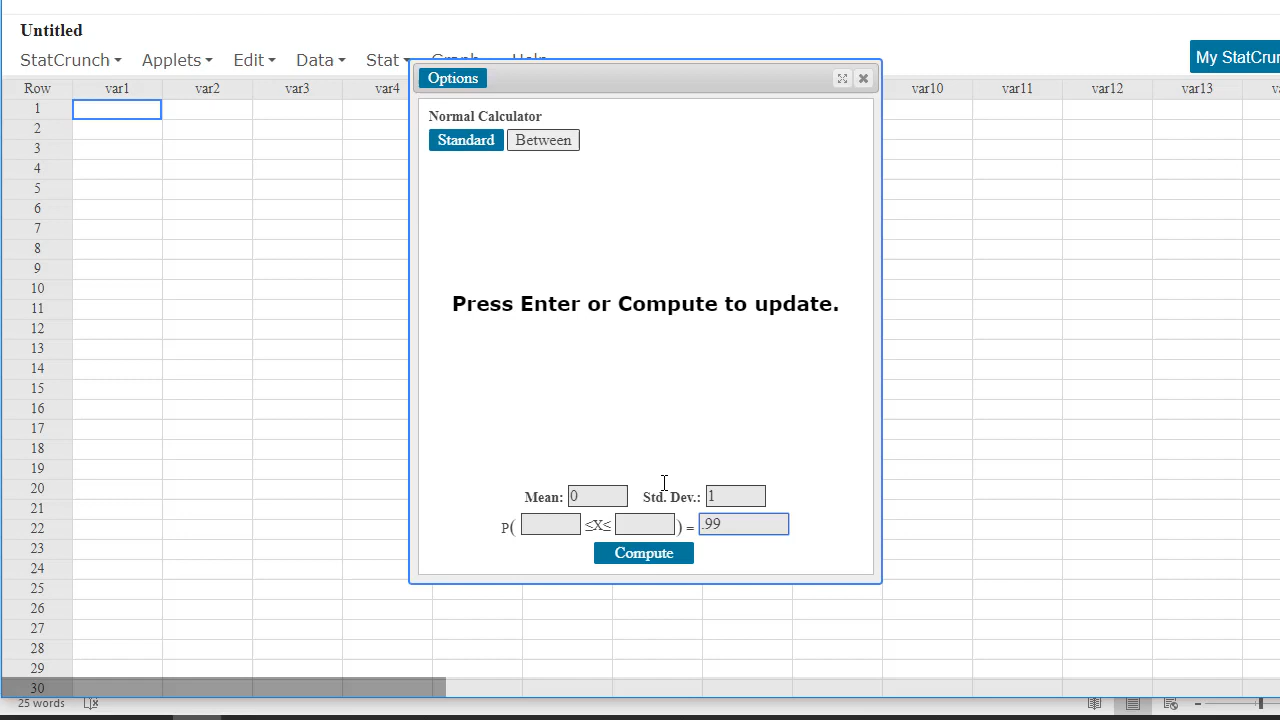 Untitled
StatCrunch Applets Edit Data Stat Graph Help
My StatCrun
Row var1 var2 var3 var4 var10 var11 var12 var13
Options
Normal Calculator
Standard Between
Press Enter or Compute to update.
Mean: 0 Std. Dev.: 1
P( ≤X≤ ) = .99
Compute
1
2
3
4
5
6
7
8
9
10
11
12
13
14
15
16
17
18
19
20
21
22
23
24
25
26
27
28
29
30
25 words